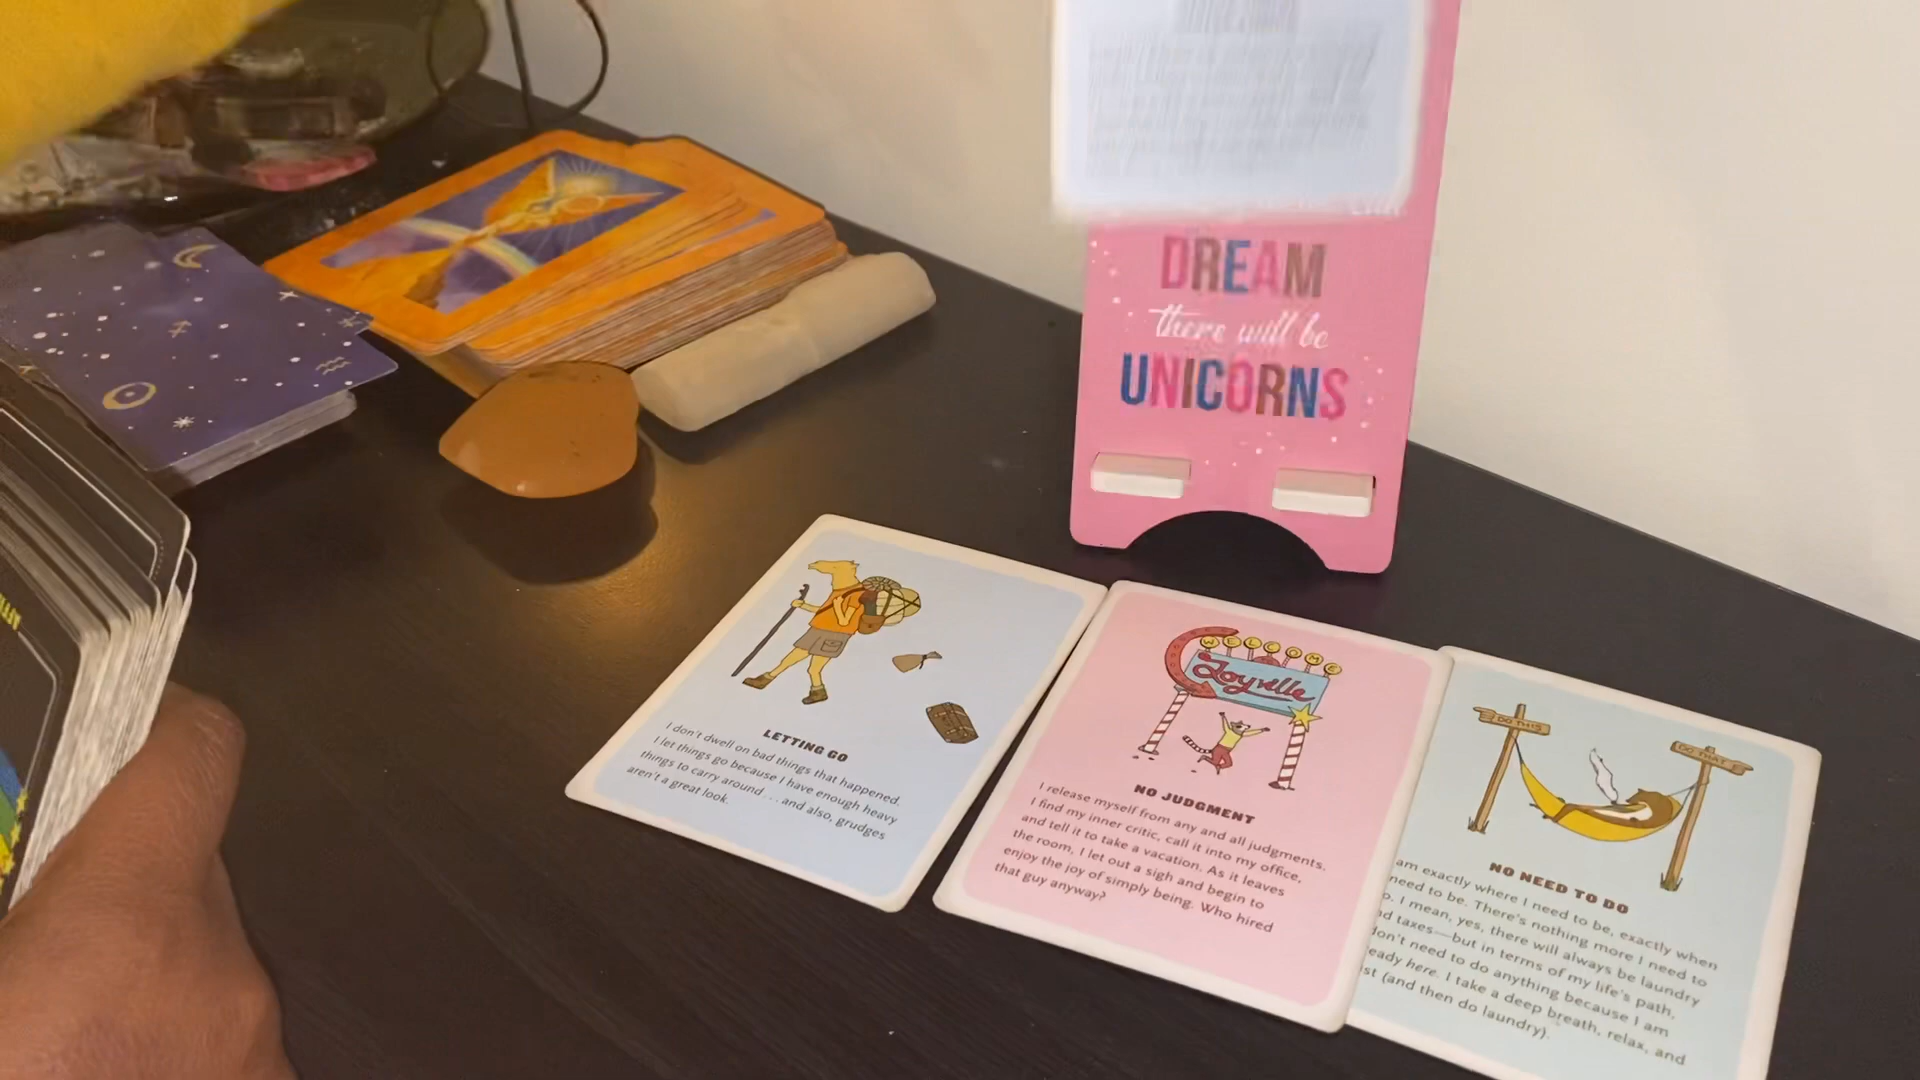 DREAM
there will be
UNICORNS
LETTING GO
I don't dwell on bad things that happened.
I let things go because I have enough heavy
things to carry around . . . and also, grudges
aren't a great look.
WELCOME
Joyville
NO JUDGMENT
I release myself from any and all judgments.
I find my inner critic, call it into my office,
and tell it to take a vacation. As it leaves
the room, I let out a sigh and begin to
enjoy the joy of simply being. Who hired
that guy anyway?
DO THIS
DO THAT
NO NEED TO DO
am exactly where I need to be, exactly when
need to be. There's nothing more I need to
I mean, yes, there will always be laundry
taxes—but in terms of my life's path,
don't need to do anything because I am
here. I take a deep breath, relax, and
(and then do laundry).